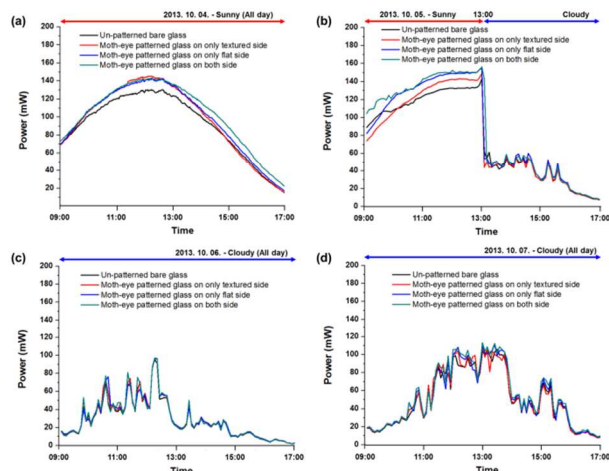 (a)
2013. 10. 04. - Sunny (All day)
Un-patterned bare glass
Moth-eye patterned glass on only textured side
Moth-eye patterned glass on only flat side
Moth-eye patterned glass on both side
Power (mW)
200
180
160
140
120
100
80
60
40
20
09:00 11:00 13:00 15:00 17:00
Time
(b)
2013. 10. 05. - Sunny 13:00 Cloudy
Un-patterned bare glass
Moth-eye patterned glass on only textured side
Moth-eye patterned glass on only flat side
Moth-eye patterned glass on both side
Power (mW)
200
180
160
140
120
100
80
60
40
20
0
09:00 11:00 13:00 15:00 17:00
Time
(c)
2013. 10. 06. - Cloudy (All day)
Un-patterned bare glass
Moth-eye patterned glass on only textured side
Moth-eye patterned glass on only flat side
Moth-eye patterned glass on both side
Power (mW)
200
180
160
140
120
100
80
60
40
20
0
09:00 11:00 13:00 15:00 17:00
Time
(d)
2013. 10. 07. - Cloudy (All day)
Un-patterned bare glass
Moth-eye patterned glass on only textured side
Moth-eye patterned glass on only flat side
Moth-eye patterned glass on both side
Power (mW)
200
180
160
140
120
100
80
60
40
20
0
09:00 11:00 13:00 15:00 17:00
Time